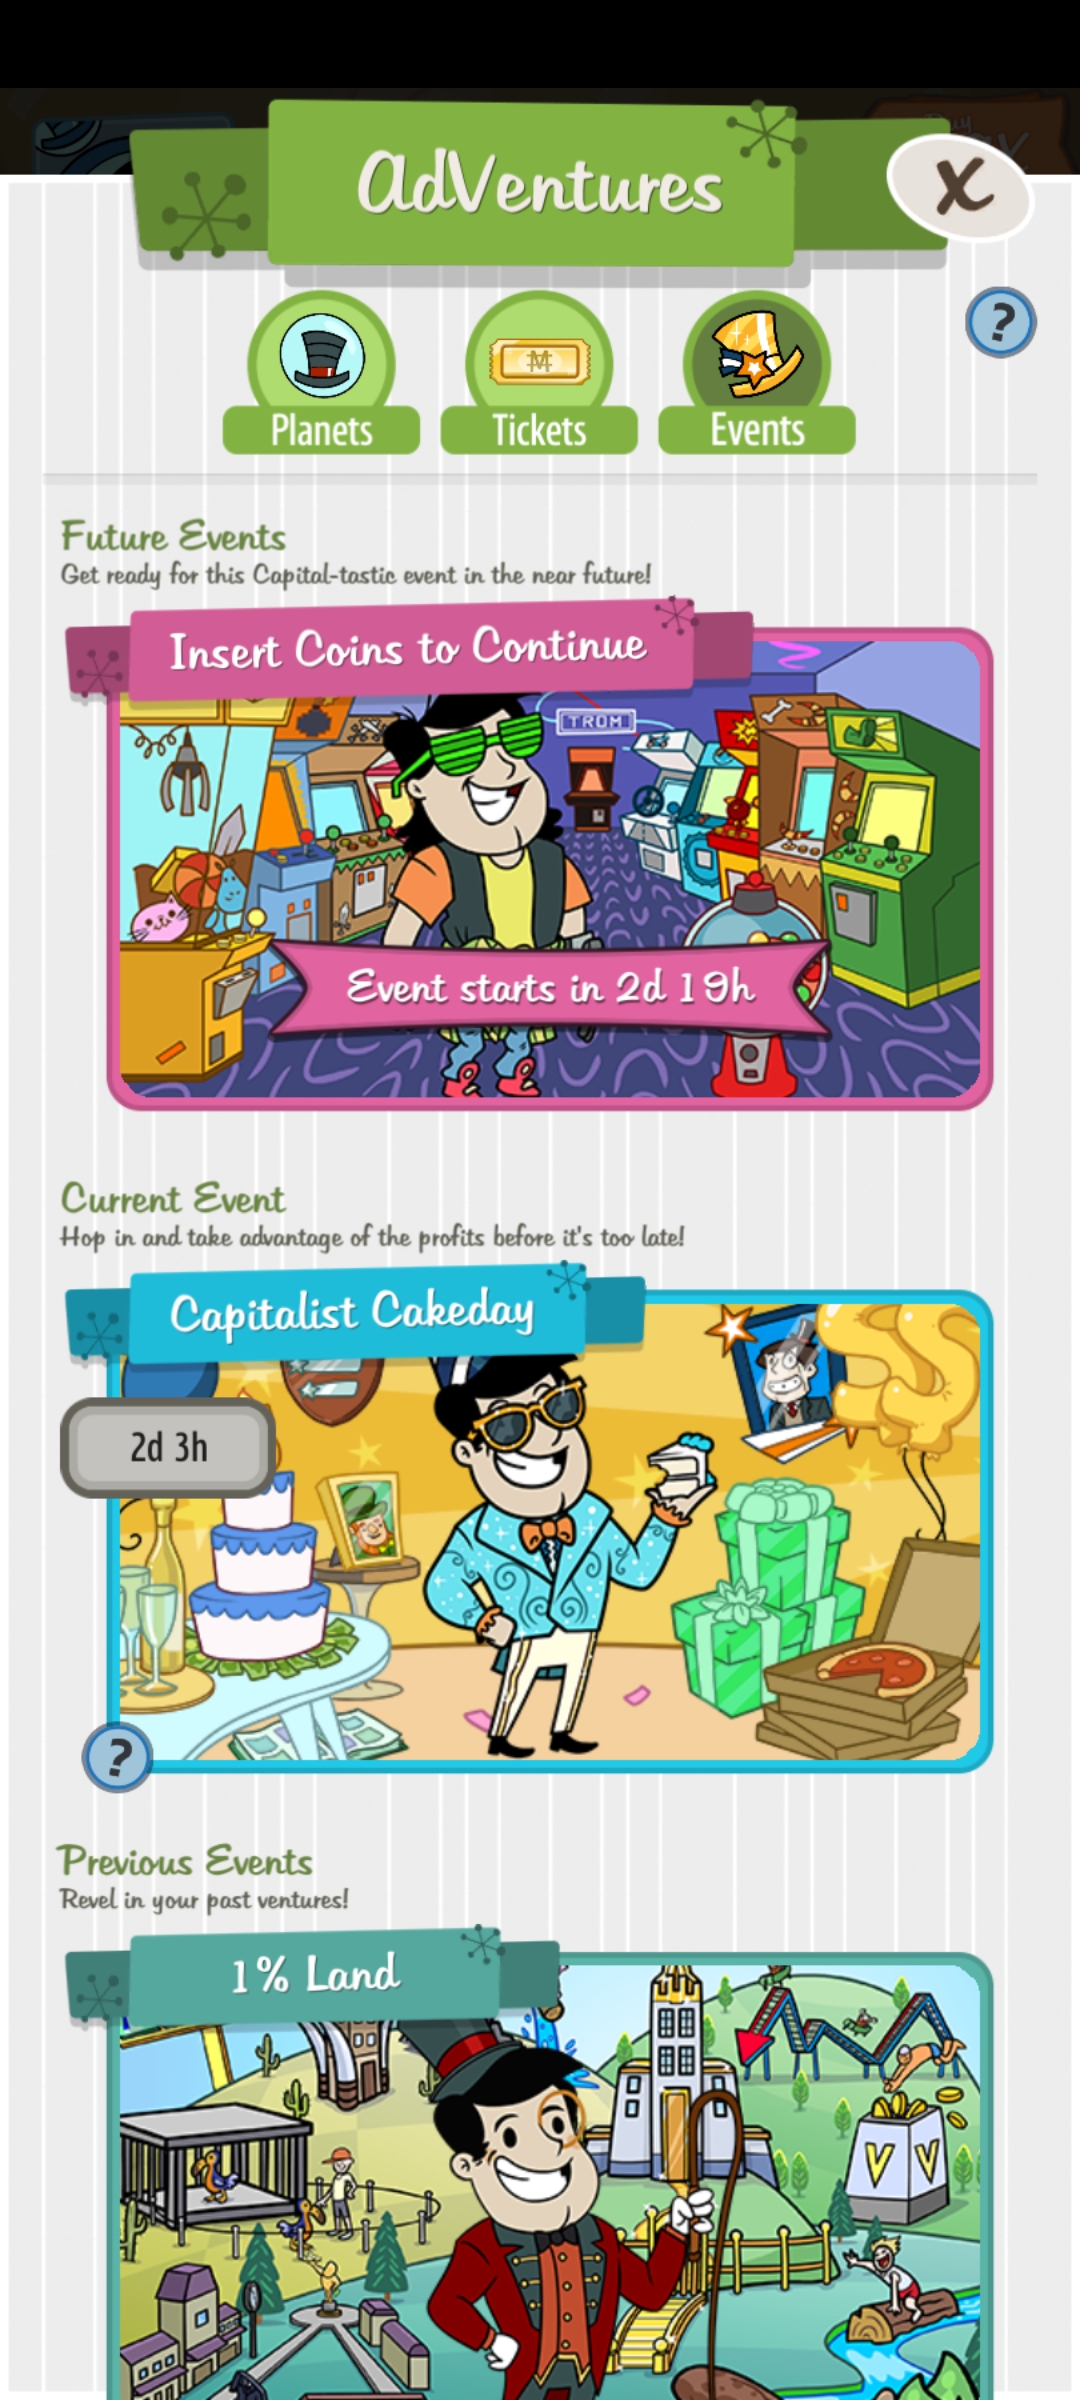 AdVentures
X
?
Planets
Tickets
Events
Future Events
Get ready for this Capital-tastic event in the near future!
Insert Coins to Continue
TROM
Event starts in 2d 19h
Current Event
Hop in and take advantage of the profits before it's too late!
Capitalist Cakeday
2d 3h
?
Previous Events
Revel in your past ventures!
1% Land
V V